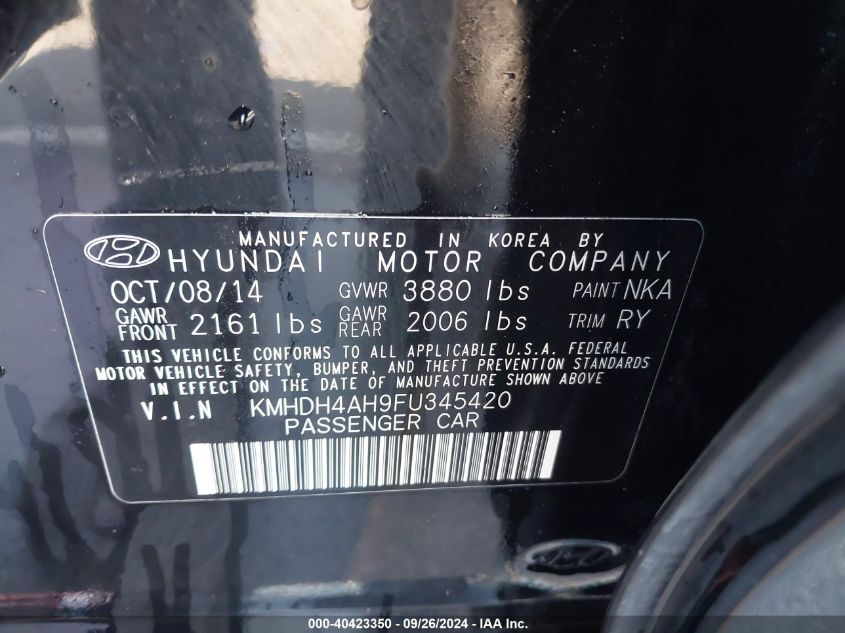 MANUFACTURED IN KOREA BY
HYUNDAI MOTOR COMPANY
OCT/08/14 GVWR 3880 lbs PAINT NKA
GAWR FRONT 2161 lbs GAWR REAR 2006 lbs TRIM RY
THIS VEHICLE CONFORMS TO ALL APPLICABLE U.S.A. FEDERAL
MOTOR VEHICLE SAFETY, BUMPER, AND THEFT PREVENTION STANDARDS
IN EFFECT ON THE DATE OF MANUFACTURE SHOWN ABOVE
V.I.N KMHDH4AH9FU345420
PASSENGER CAR
000-40423350 - 09/26/2024 - IAA Inc.